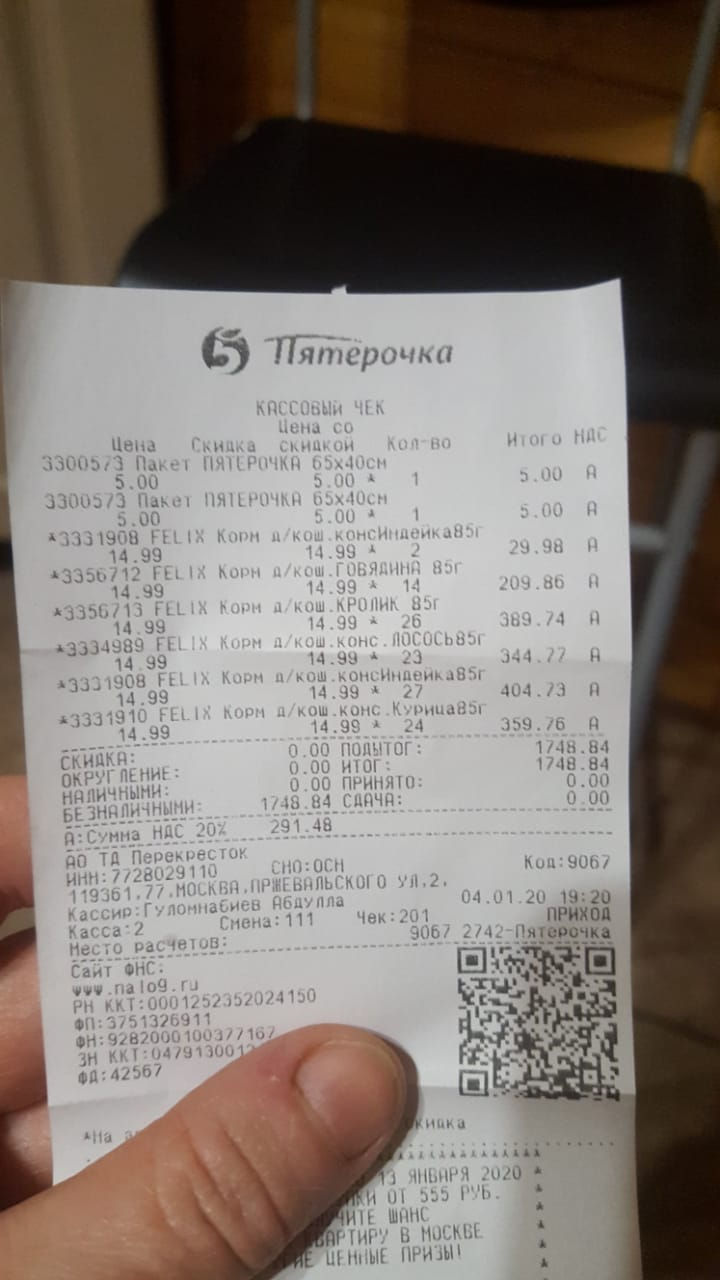 5 Пятёрочка
КАССОВЫЙ ЧЕК
Цена со
Цена Скидка скидкой Кол-во Итого НДС
3300573 Пакет ПЯТЕРОЧКА 65х40см
5.00 5.00 * 1 5.00 А
3300573 Пакет ПЯТЕРОЧКА 65х40см
5.00 5.00 * 1 5.00 А
*3331908 FELIX Корм д/кош.консИндейка85г
14.99 14.99 * 2 29.98 А
*3356712 FELIX Корм д/кош.ГОВЯДИНА 85г
14.99 14.99 * 14 209.86 А
*3356713 FELIX Корм д/кош.КРОЛИК 85г
14.99 14.99 * 26 389.74 А
*3334989 FELIX Корм д/кош.конс.ЛОСОСЬ85г
14.99 14.99 * 23 344.77 А
*3331908 FELIX Корм д/кош.консИндейка85г
14.99 14.99 * 27 404.73 А
*3331910 FELIX Корм д/кош.конс.Курица85г
14.99 14.99 * 24 359.76 А
СКИДКА: 0.00 ПОДЫТОГ: 1748.84
ОКРУГЛЕНИЕ: 0.00 ИТОГ: 1748.84
НАЛИЧНЫМИ: 0.00 ПРИНЯТО: 0.00
БЕЗНАЛИЧНЫМИ: 1748.84 СДАЧА: 0.00
А:Сумма НДС 20% 291.48
АО ТД Перекресток
ИНН:7728029110 СНО:ОСН Код:9067
119361,77,МОСКВА,ПРЖЕВАЛЬСКОГО УЛ,2,
Кассир:Гуломнабиев Абдулла 04.01.20 19:20
Касса:2 Смена:111 Чек:201 ПРИХОД
Место расчетов: 9067 2742-Пятерочка
Сайт ФНС:
www.nalog.ru
РН ККТ:0001252352024150
ФП:3751326911
ФН:9282000100377167
ЗН ККТ:04791300
ФД:42567
*На
13 ЯНВАРЯ 2020 *
ОТ 555 РУБ. *
ШАНС *
В МОСКВЕ *
ЦЕННЫЕ ПРИЗЫ! *